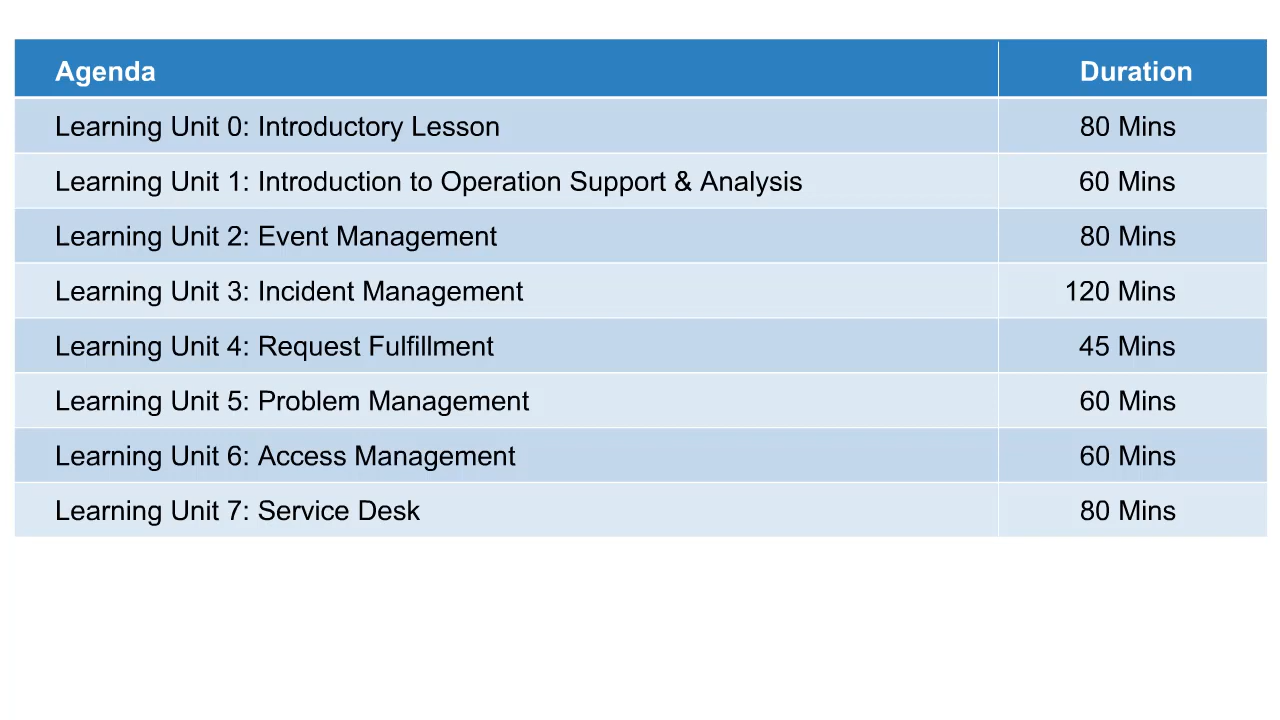 Agenda Duration
Learning Unit 0: Introductory Lesson 80 Mins
Learning Unit 1: Introduction to Operation Support & Analysis 60 Mins
Learning Unit 2: Event Management 80 Mins
Learning Unit 3: Incident Management 120 Mins
Learning Unit 4: Request Fulfillment 45 Mins
Learning Unit 5: Problem Management 60 Mins
Learning Unit 6: Access Management 60 Mins
Learning Unit 7: Service Desk 80 Mins